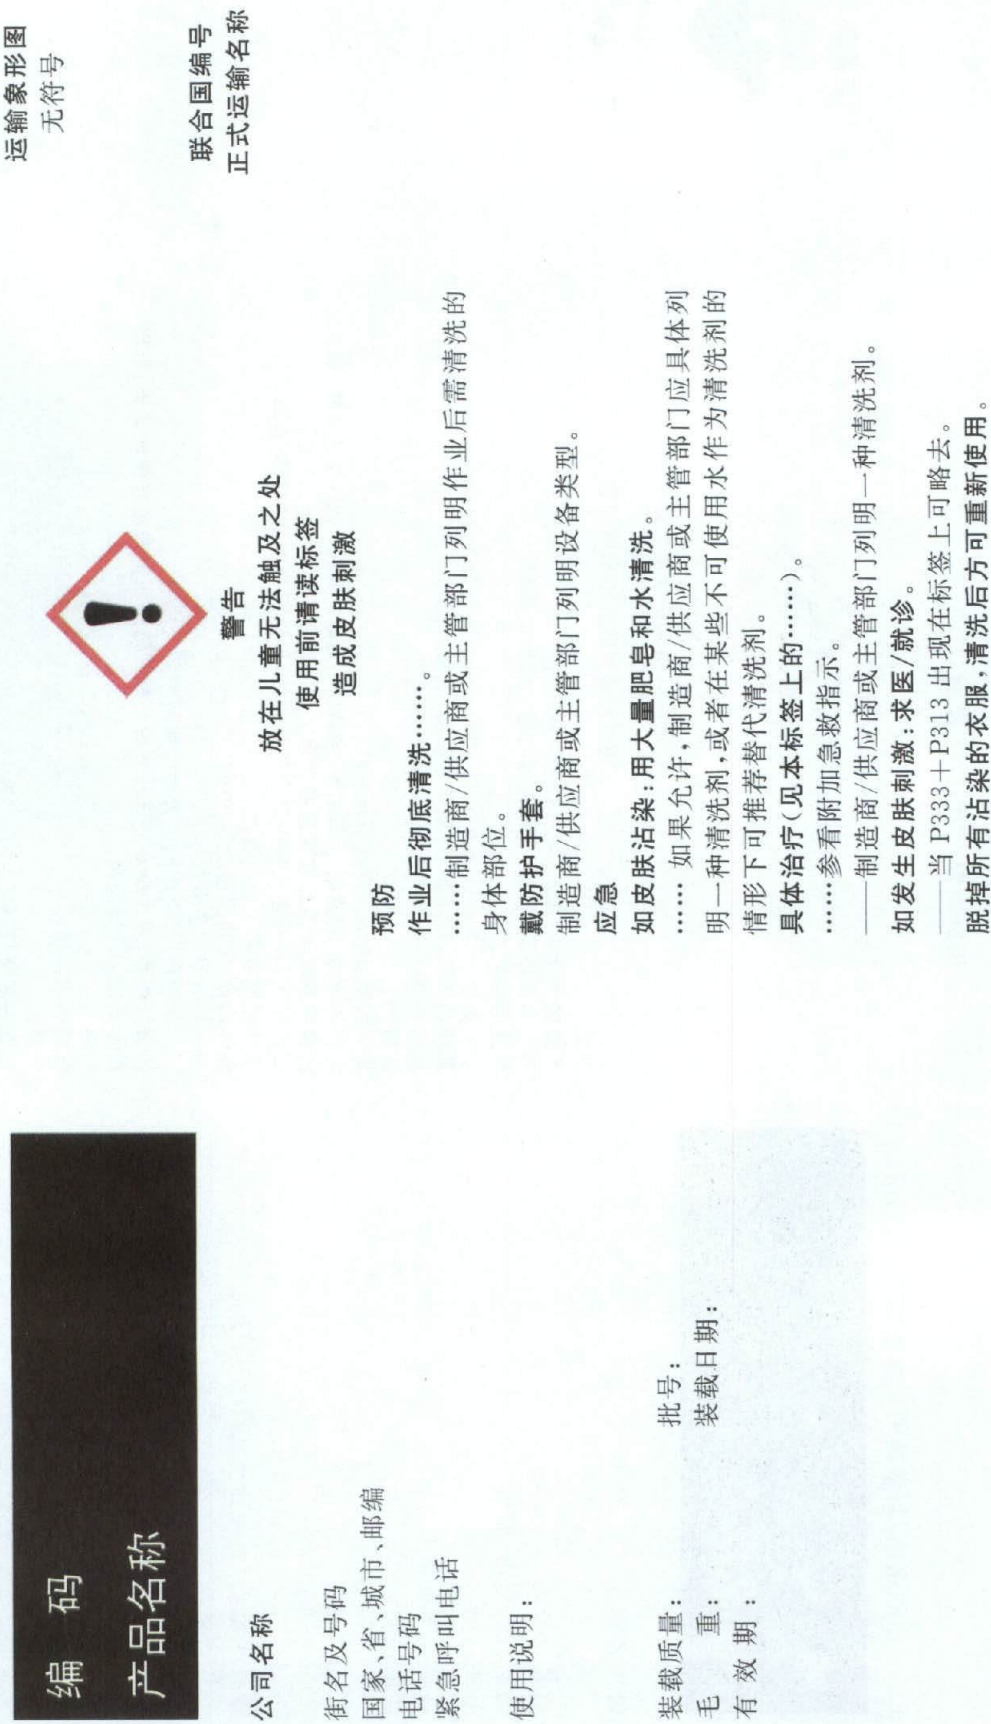 编 码
产品名称
公司名称
街名及号码
国家、省、城市、邮编
电话号码
紧急呼叫电话
使用说明：
装载质量： 批号：
毛 重： 装载日期：
有 效 期：
警告
放在儿童无法触及之处
使用前请读标签
造成皮肤刺激
预防
作业后彻底清洗……。
……制造商/供应商或主管部门列明作业后需清洗的
身体部位。
戴防护手套。
制造商/供应商或主管部门列明设备类型。
应急
如皮肤沾染：用大量肥皂和水清洗。
…… 如果允许，制造商/供应商或主管部门应具体列
明一种清洗剂，或者在某些不可使用水作为清洗剂的
情形下可推荐替代清洗剂。
具体治疗（见本标签上的……）。
……参看附加急救指示。
——制造商/供应商或主管部门列明一种清洗剂。
如发生皮肤刺激：求医/就诊。
——当 P333＋P313 出现在标签上可略去。
脱掉所有沾染的衣服，清洗后方可重新使用。
运输象形图
无符号
联合国编号
正式运输名称